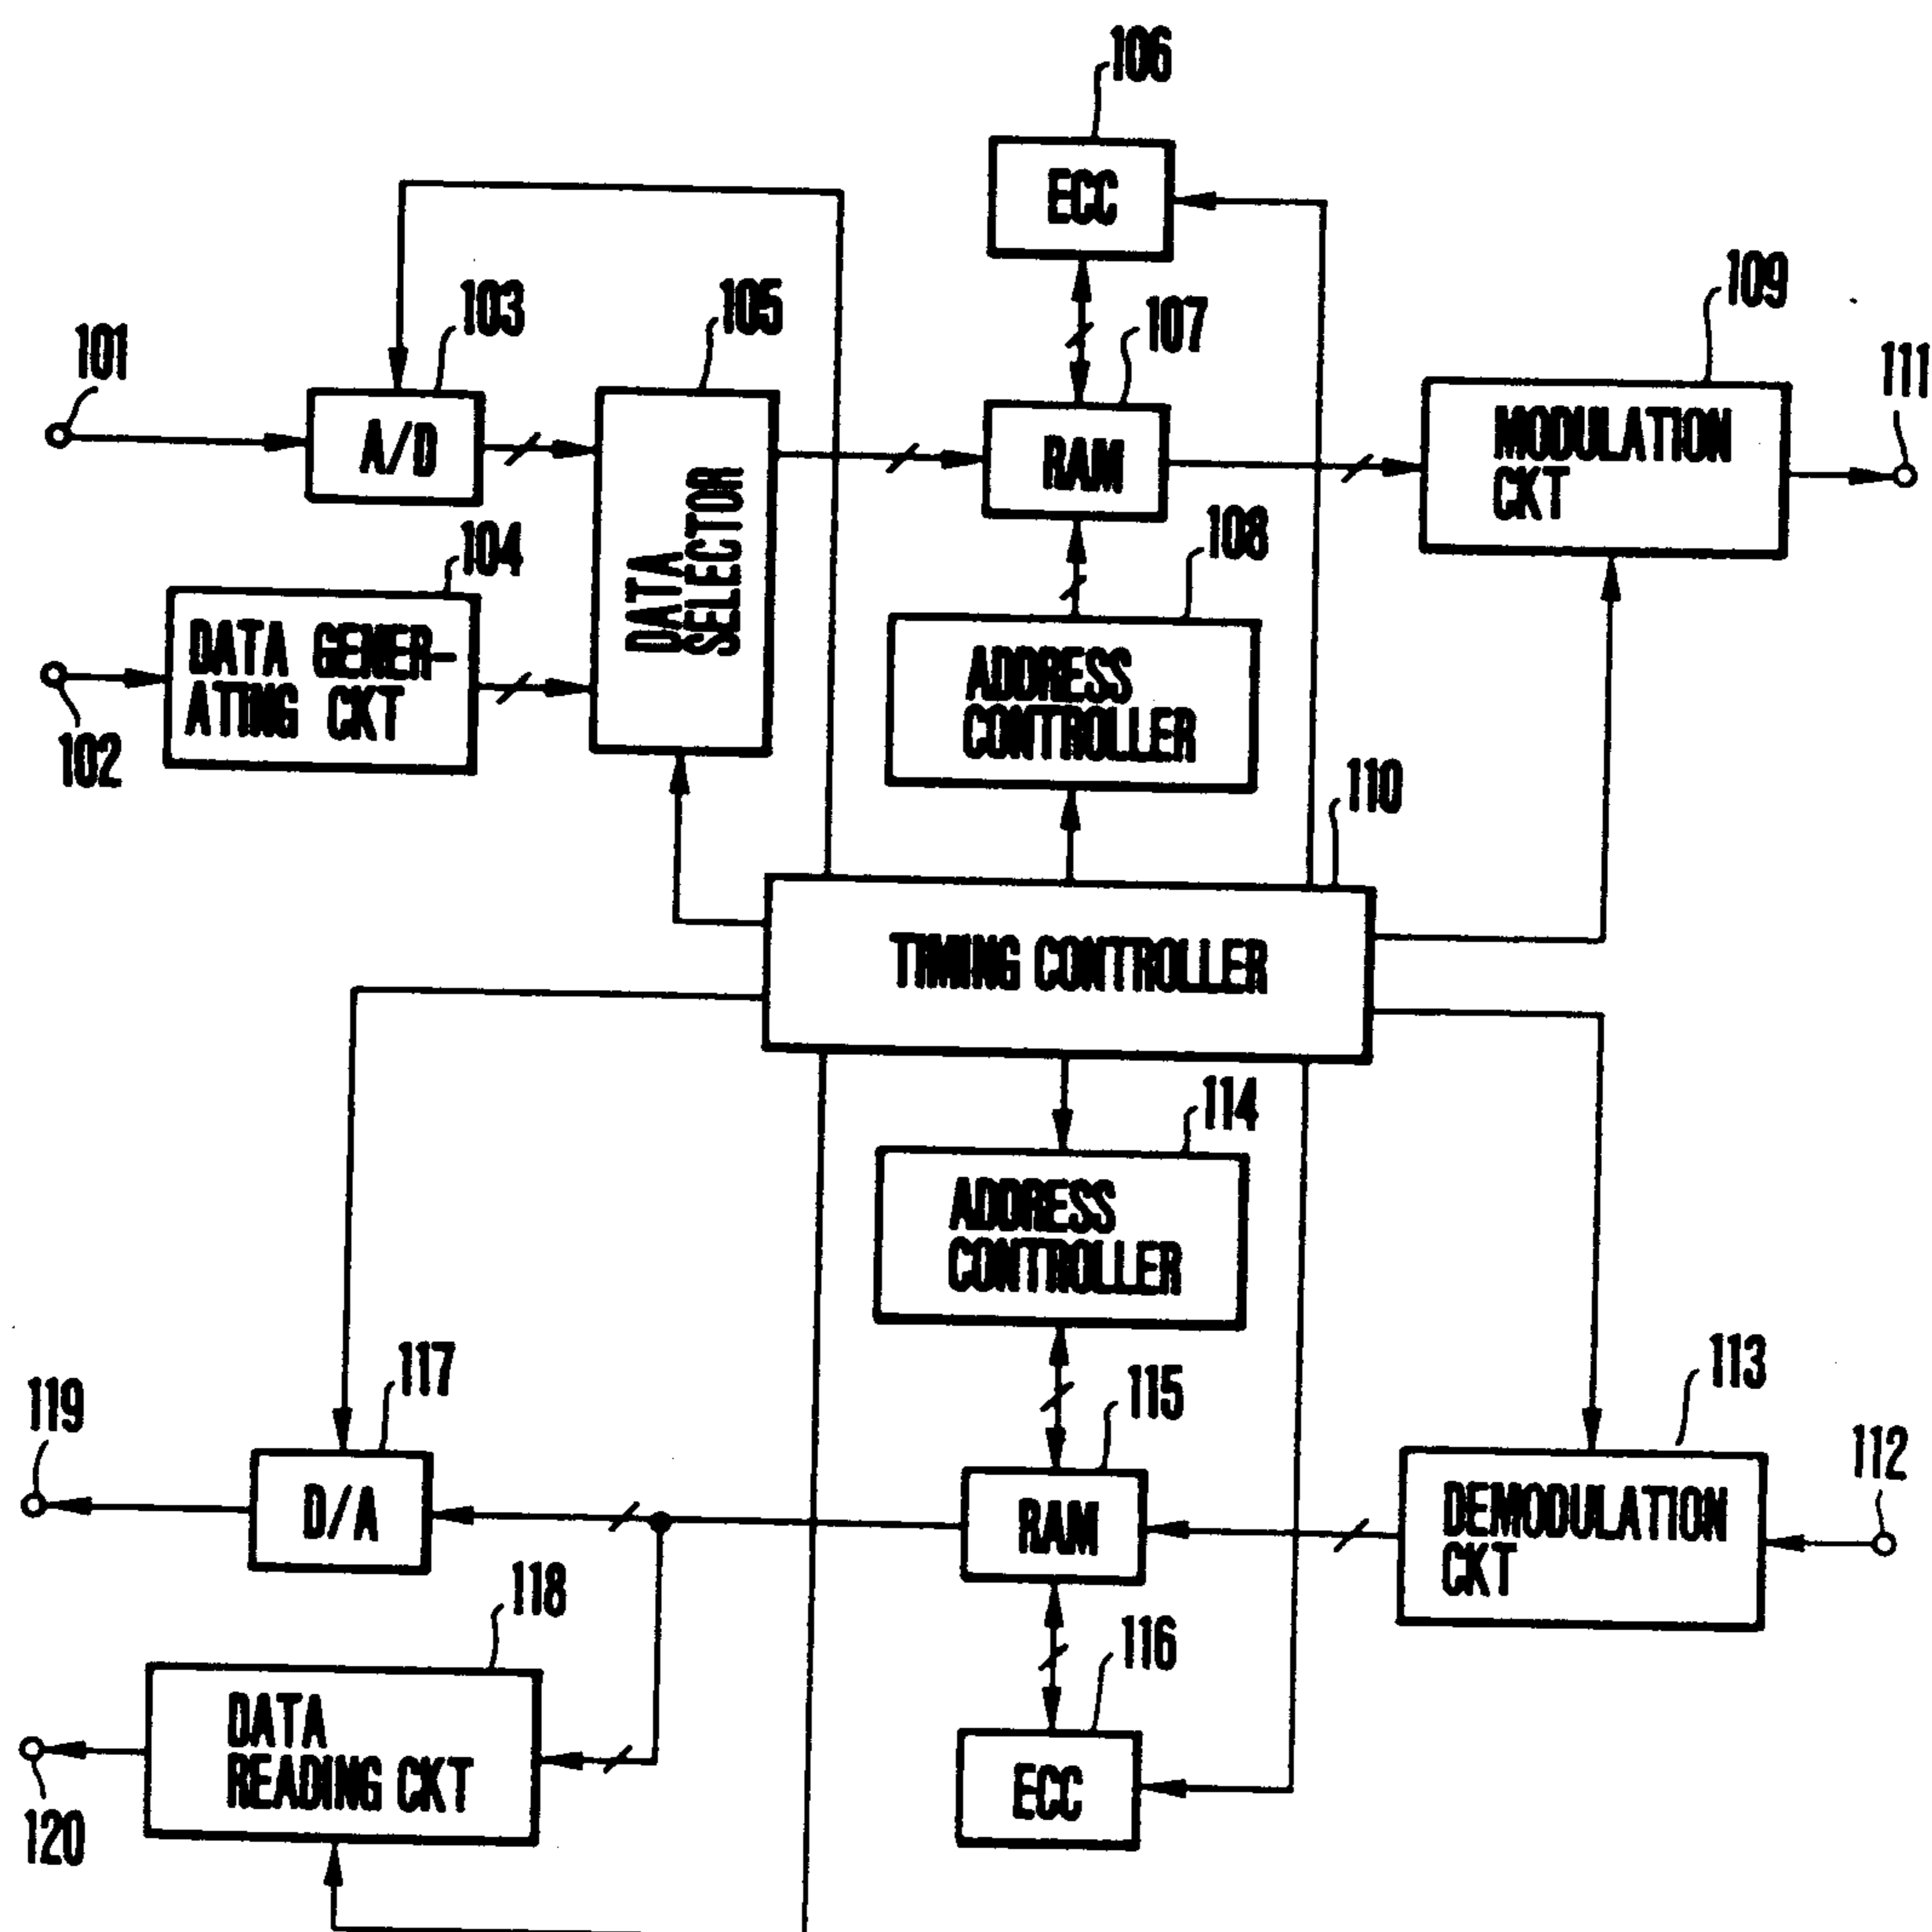 106
ECC
103
105
107
109
101
111
A/D
RAM
MODULATION
CKT
DATA
SELECTOR
104
108
DATA GENER-
ATING CKT
ADDRESS
CONTROLLER
102
110
TIMING CONTROLLER
114
ADDRESS
CONTROLLER
117
115
113
119
112
D/A
RAM
DEMODULATION
CKT
118
116
DATA
READING CKT
ECC
120